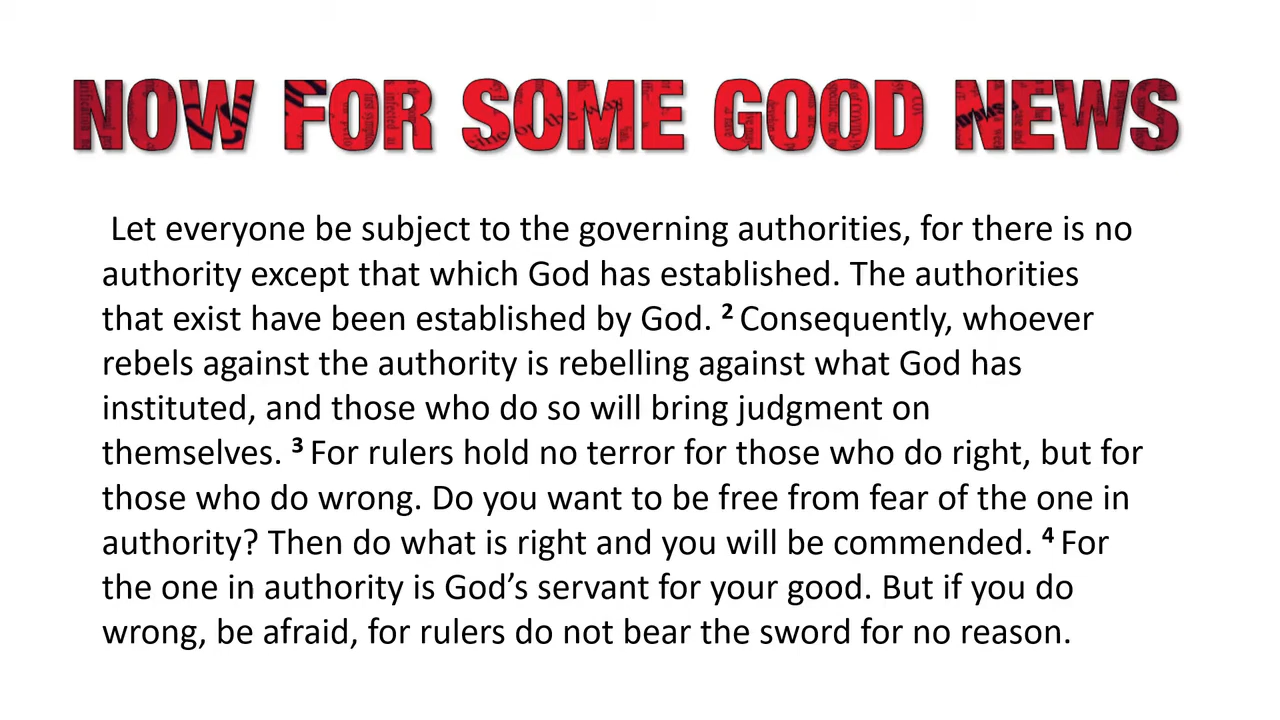 NOW FOR SOME GOOD NEWS
Let everyone be subject to the governing authorities, for there is no
authority except that which God has established. The authorities
that exist have been established by God. ² Consequently, whoever
rebels against the authority is rebelling against what God has
instituted, and those who do so will bring judgment on
themselves. ³ For rulers hold no terror for those who do right, but for
those who do wrong. Do you want to be free from fear of the one in
authority? Then do what is right and you will be commended. ⁴ For
the one in authority is God’s servant for your good. But if you do
wrong, be afraid, for rulers do not bear the sword for no reason.